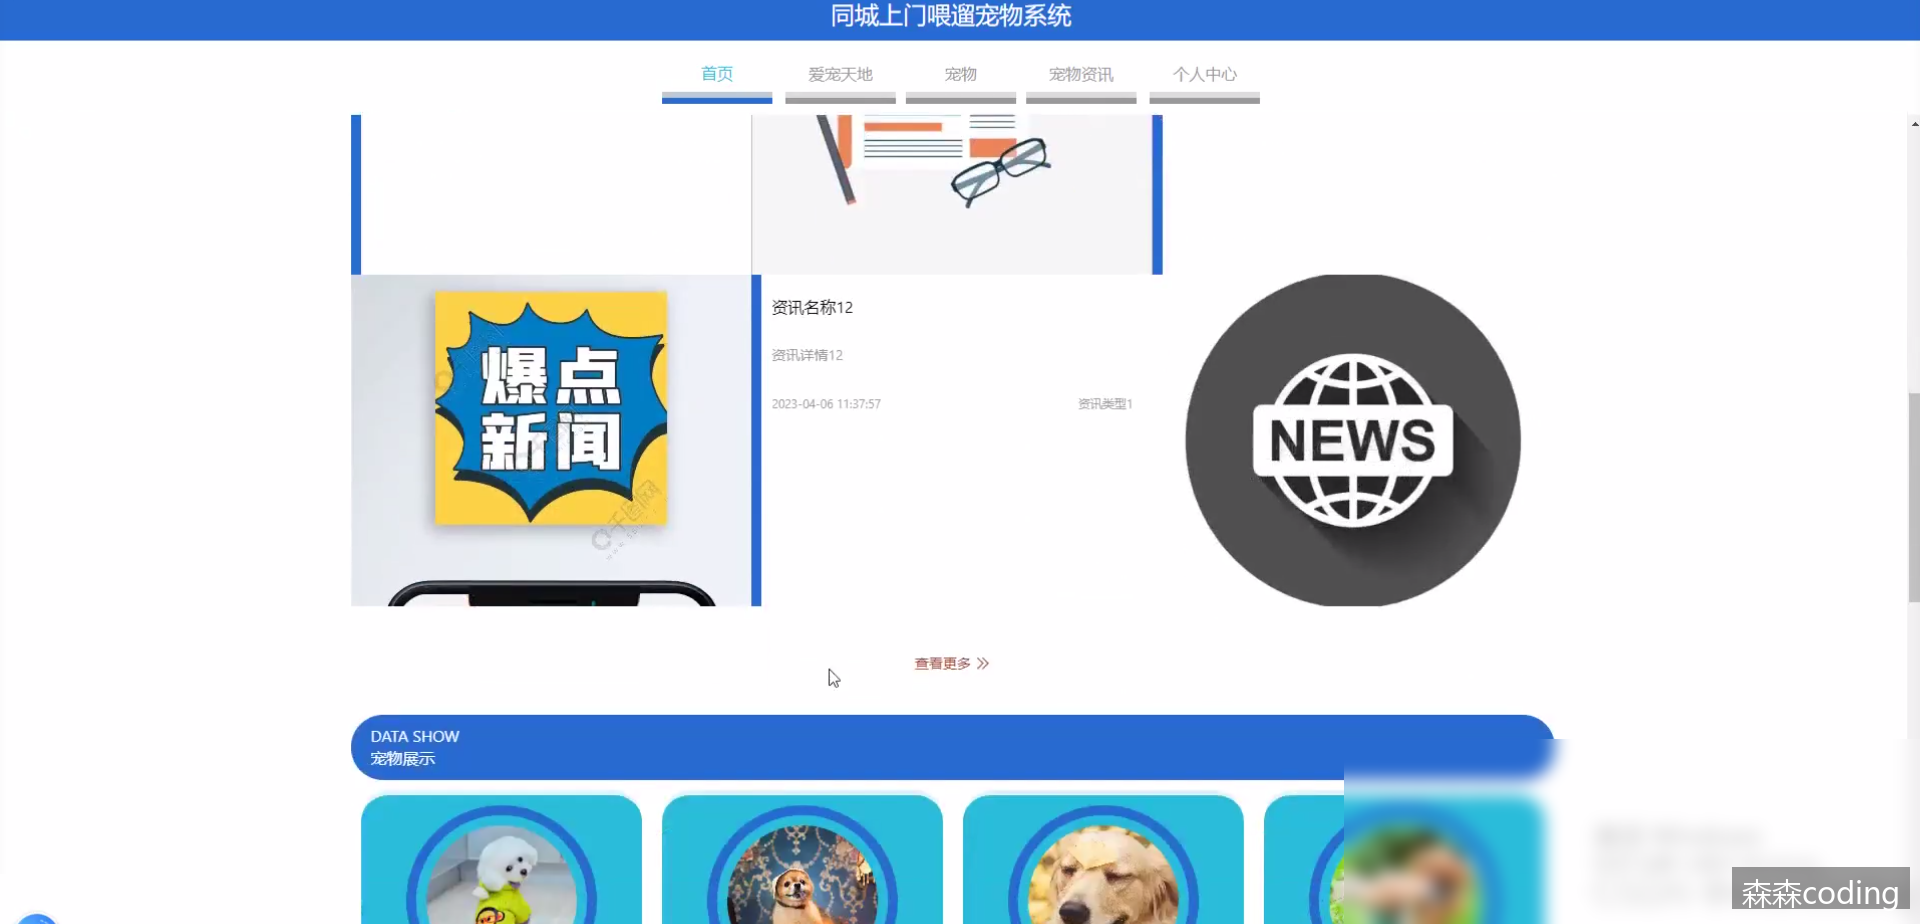 同城上门喂遛宠物系统
首页
爱宠天地
宠物
宠物资讯
个人中心
爆点
新闻
资讯名称12
资讯详情12
2023-04-06 11:37:57
资讯类型1
NEWS
查看更多
DATA SHOW
宠物展示
森森coding